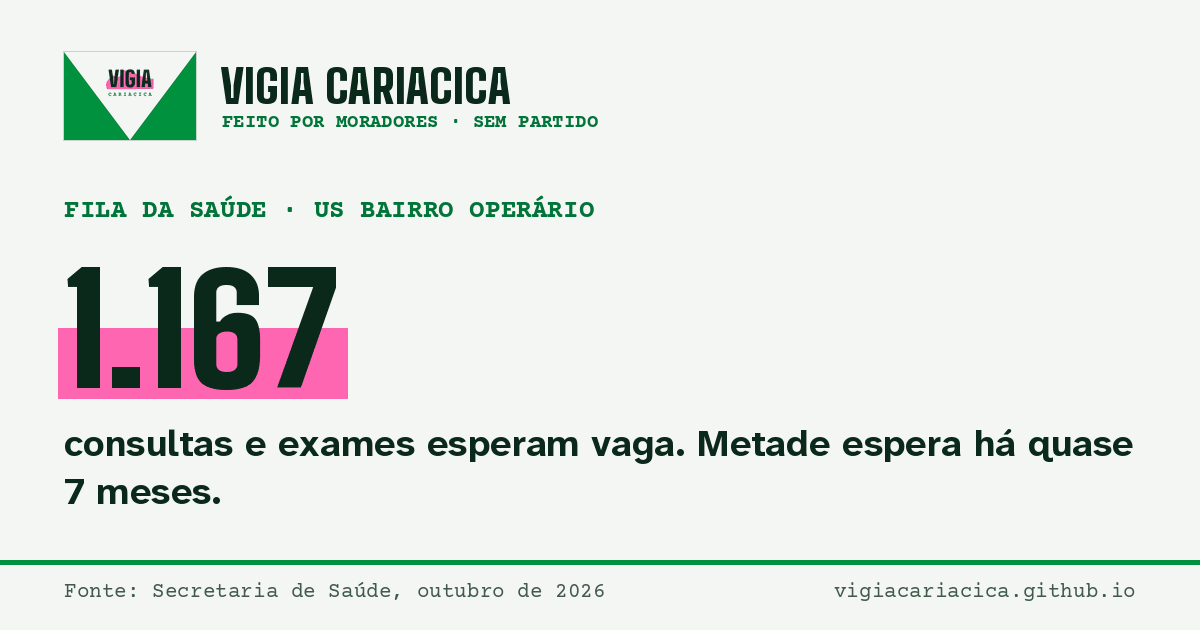 VIGIA
CARIACICA
VIGIA CARIACICA
FEITO POR MORADORES · SEM PARTIDO
FILA DA SAÚDE · US BAIRRO OPERÁRIO
1.167
consultas e exames esperam vaga. Metade espera há quase
7 meses.
Fonte: Secretaria de Saúde, outubro de 2026
vigiacariacica.github.io